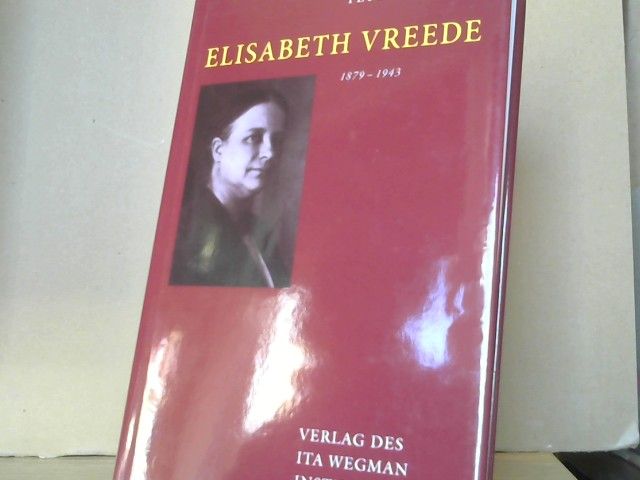 ELISABETH VREEDE
1879 – 1943
VERLAG DES
ITA WEGMAN